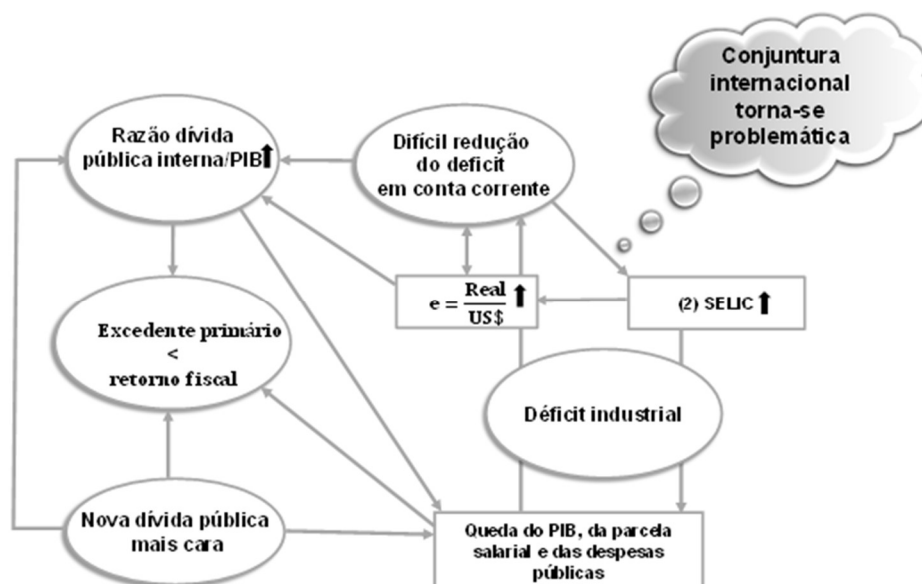 Conjuntura
internacional
torna-se
problemática
Razão dívida
pública interna/PIB⬆
Difícil redução
do deficit
em conta corrente
e = Real/US$ ⬆
(2) SELIC ⬆
Excedente primário
<
retorno fiscal
Déficit industrial
Nova dívida pública
mais cara
Queda do PIB, da parcela
salarial e das despesas
públicas